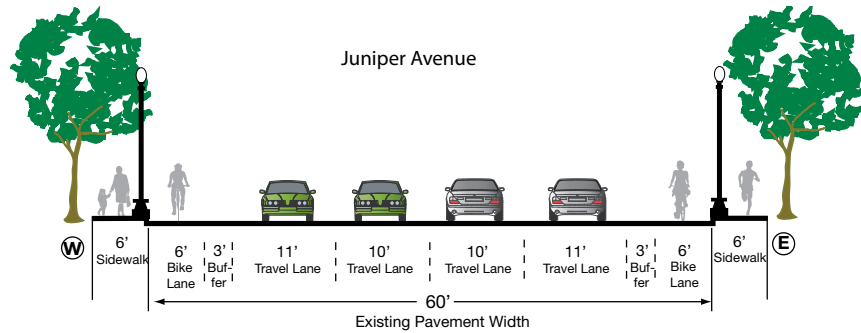 Juniper Avenue
W
6’
Sidewalk
6’
Bike
Lane
3’
Buf-
fer
11’
Travel Lane
10’
Travel Lane
10’
Travel Lane
11’
Travel Lane
3’
Buf-
fer
6’
Bike
Lane
6’
Sidewalk
E
60’
Existing Pavement Width